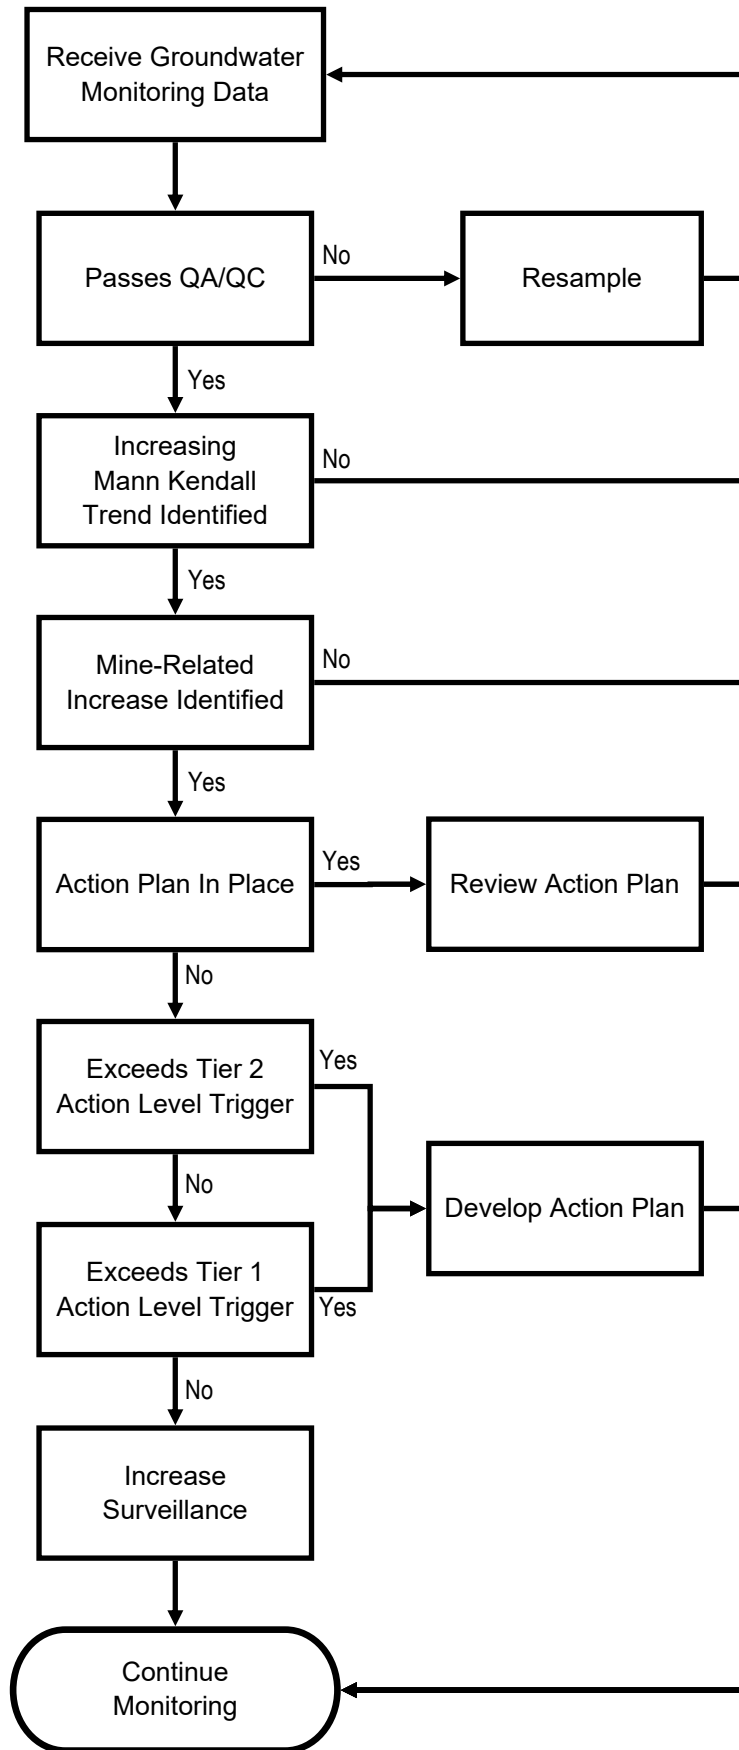 Receive Groundwater
Monitoring Data
Passes QA/QC
No
Resample
Yes
Increasing
Mann Kendall
Trend Identified
No
Yes
Mine-Related
Increase Identified
No
Yes
Action Plan In Place
Yes
Review Action Plan
No
Exceeds Tier 2
Action Level Trigger
Yes
No
Develop Action Plan
Exceeds Tier 1
Action Level Trigger
Yes
No
Increase
Surveillance
Continue
Monitoring